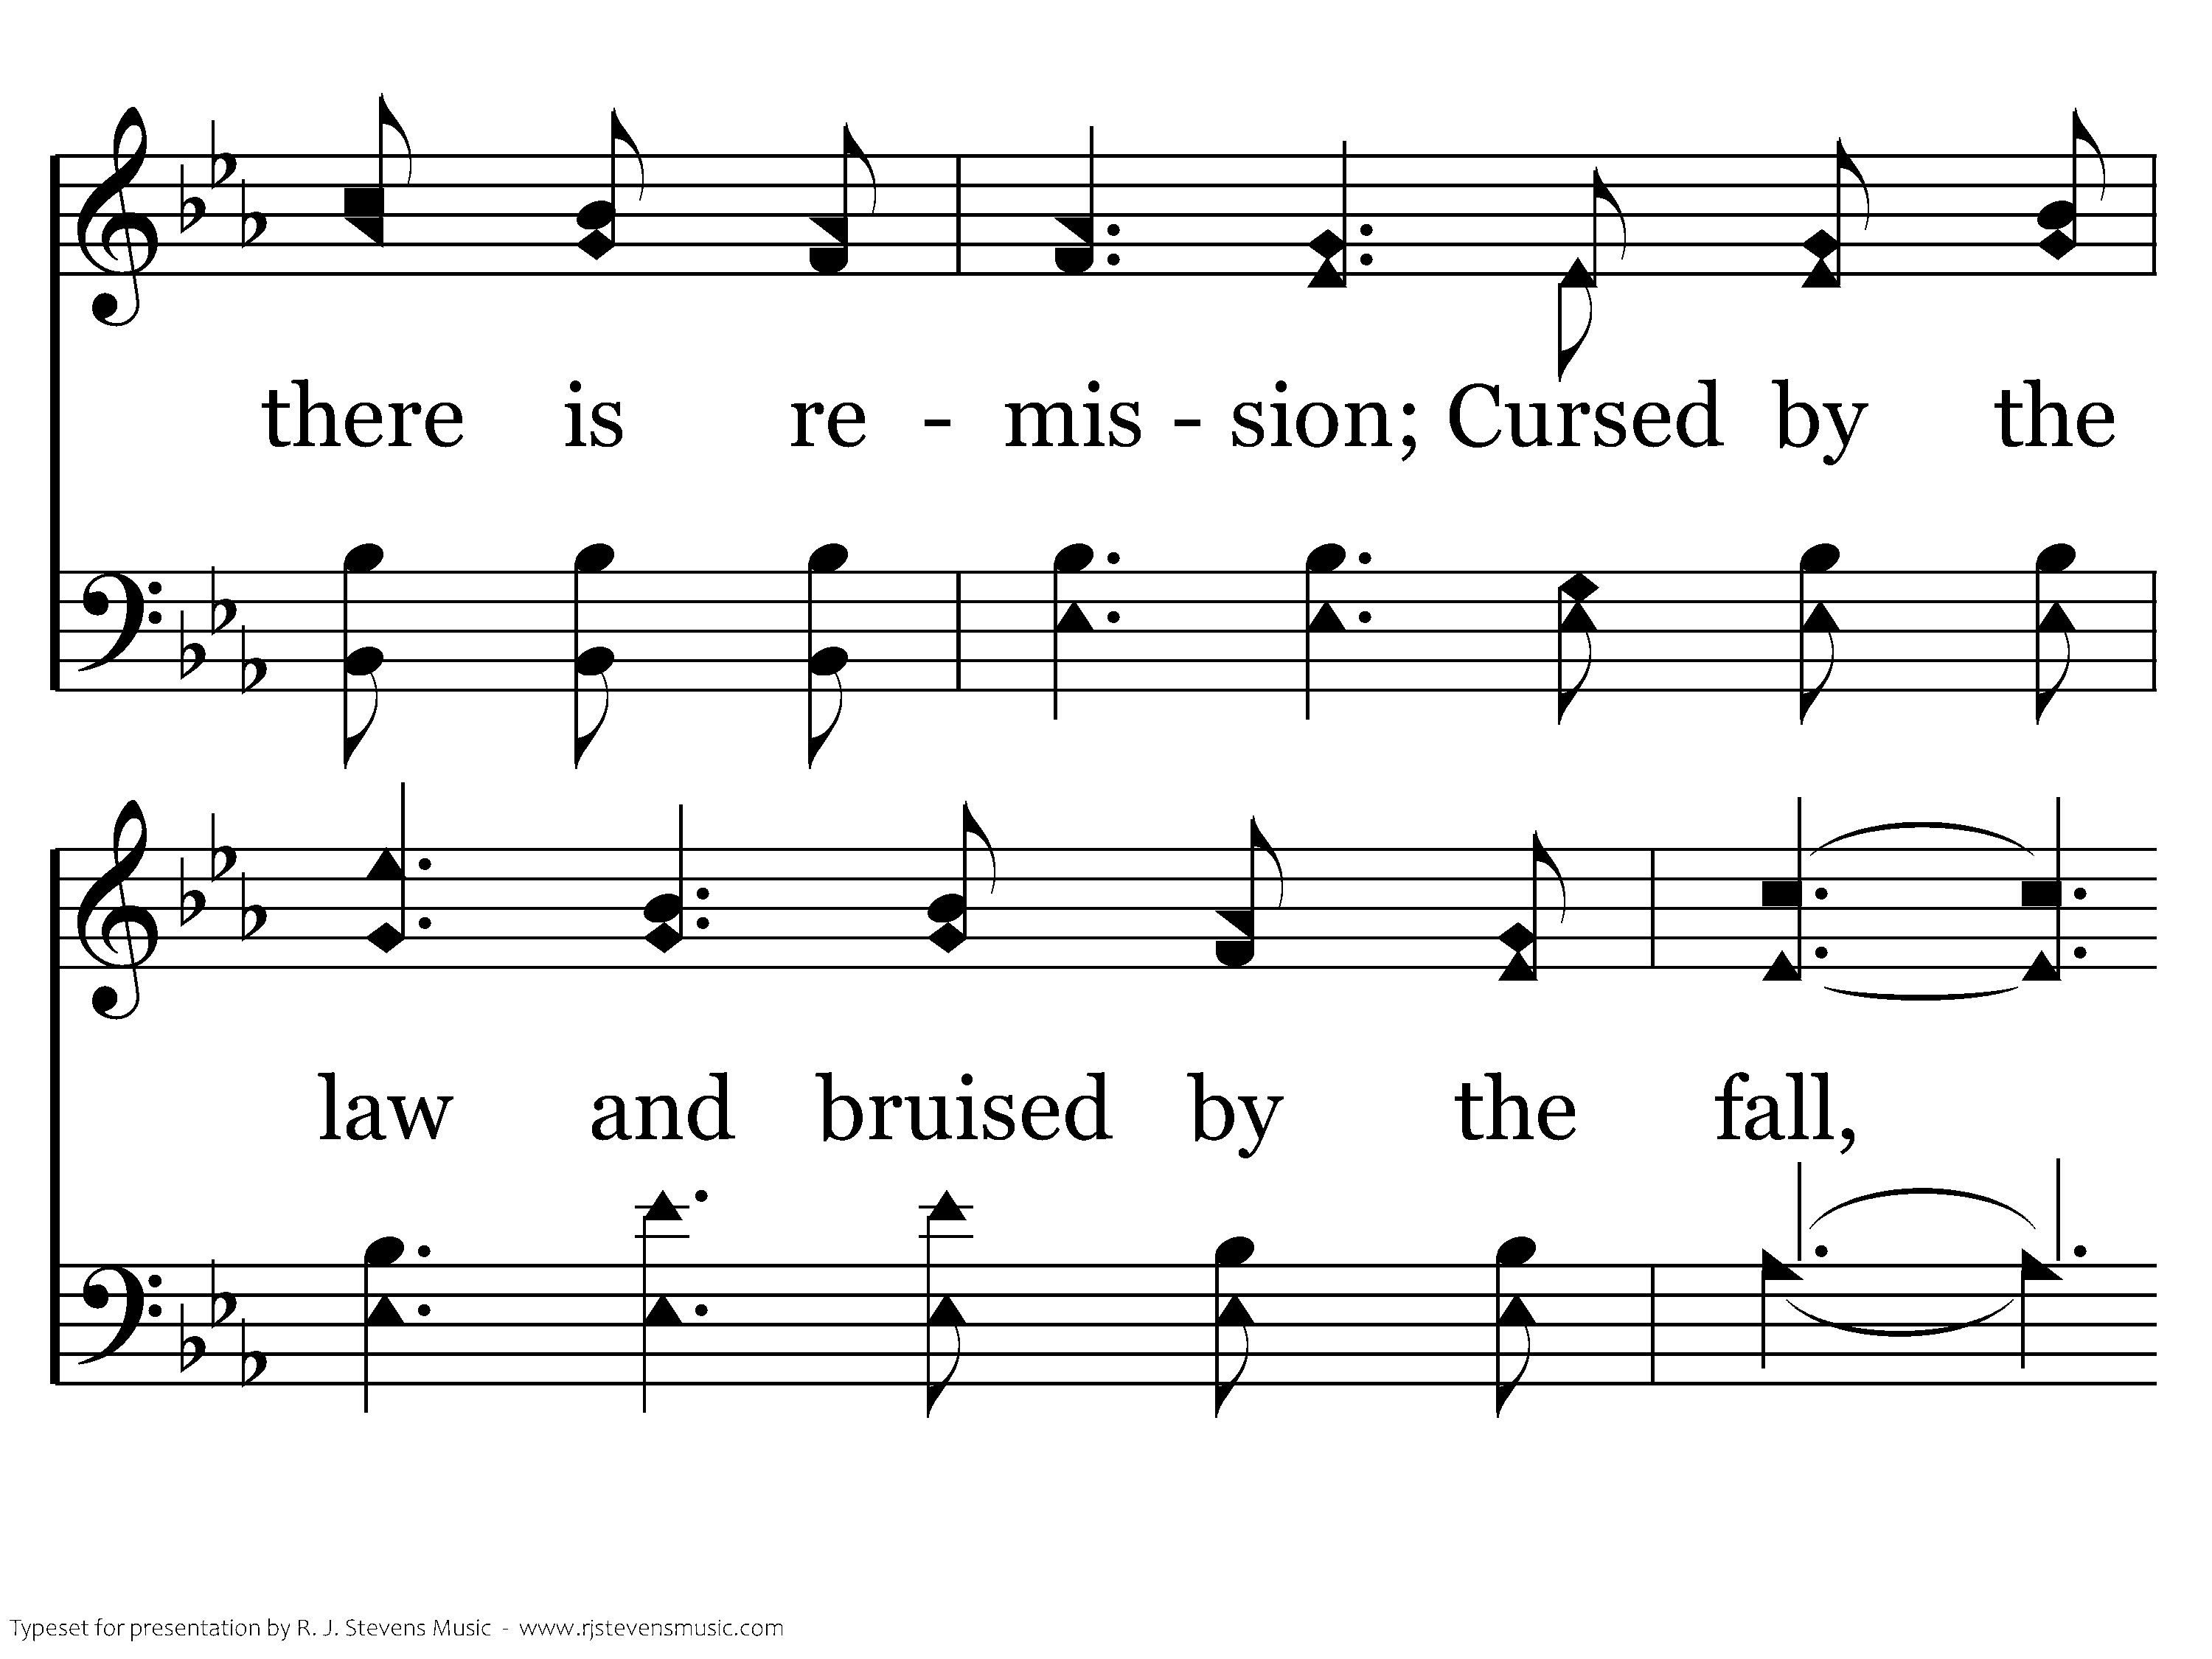 there is re - mis - sion; Cursed by the
law and bruised by the fall,
Typeset for presentation by R. J. Stevens Music - www.rjstevensmusic.com